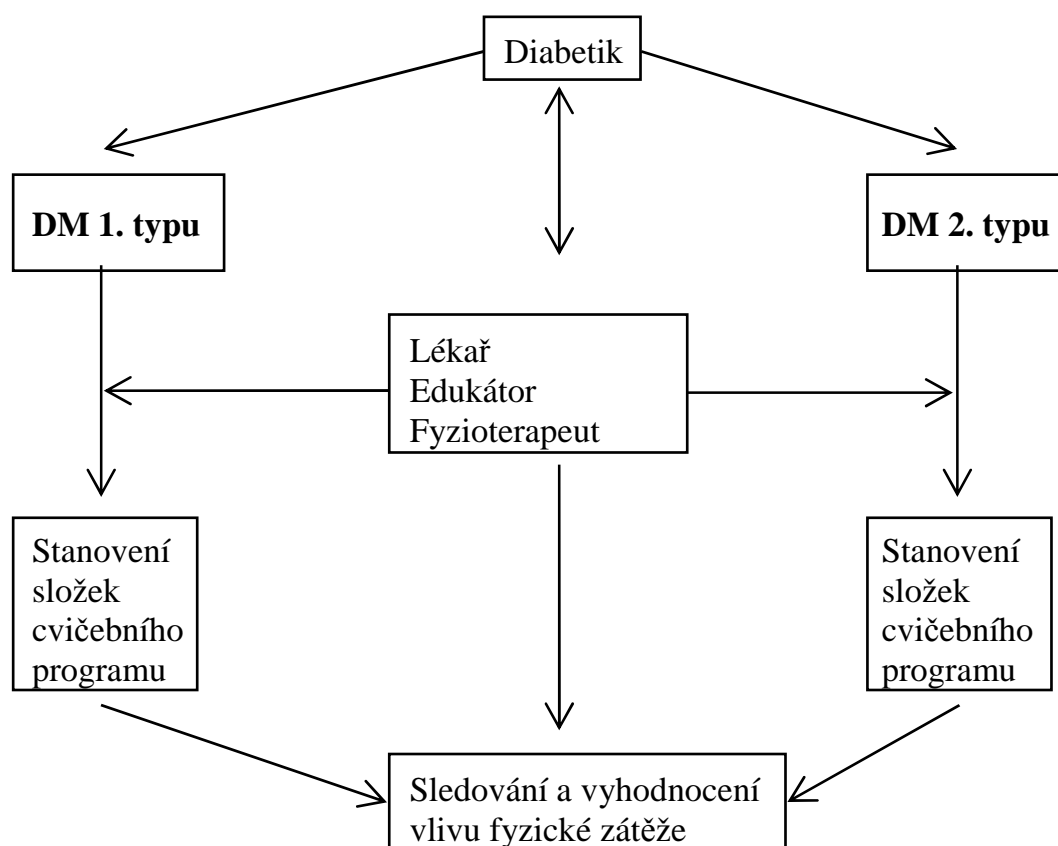 Diabetik
DM 1. typu
DM 2. typu
Lékař
Edukátor
Fyzioterapeut
Stanovení
složek
cvičebního
programu
Stanovení
složek
cvičebního
programu
Sledování a vyhodnocení
vlivu fyzické zátěže